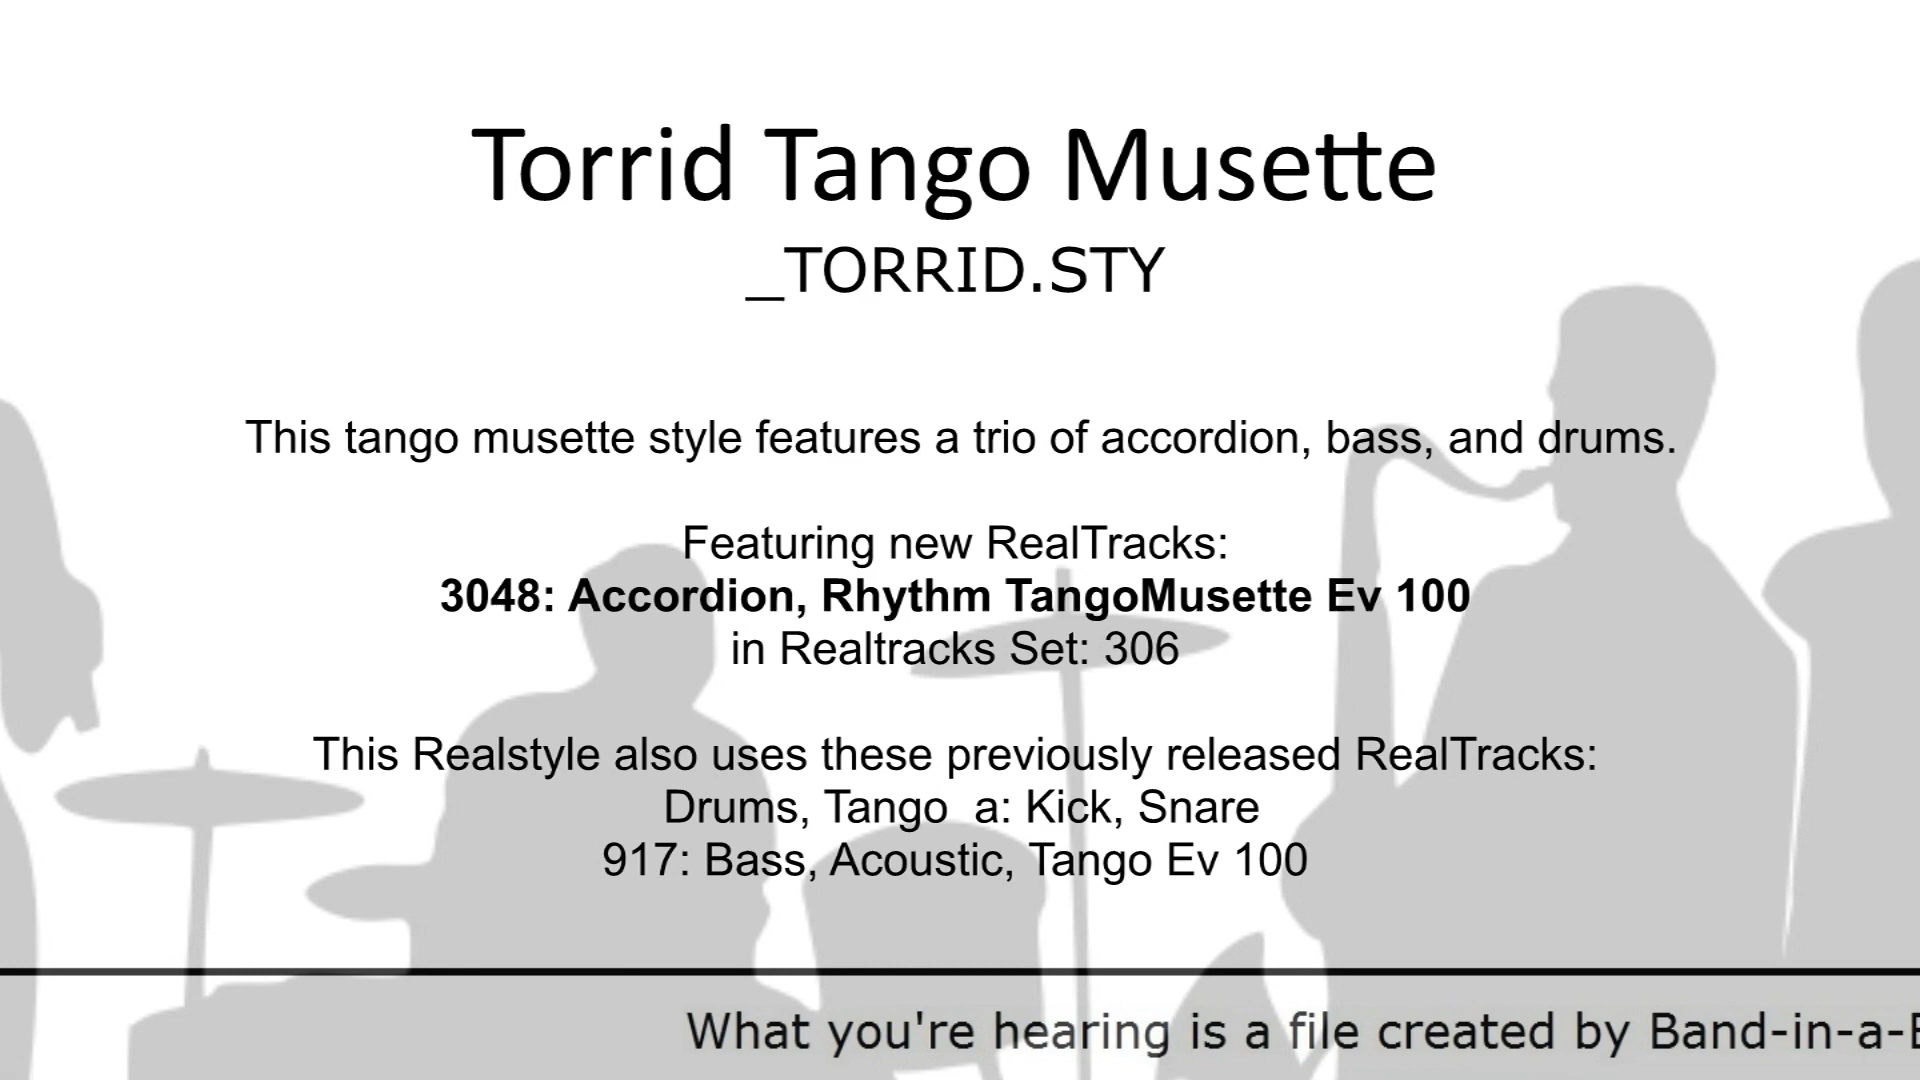 Torrid Tango Musette
_TORRID.STY
This tango musette style features a trio of accordion, bass, and drums.
Featuring new RealTracks:
3048: Accordion, Rhythm TangoMusette Ev 100
in Realtracks Set: 306
This Realstyle also uses these previously released RealTracks:
Drums, Tango  a: Kick, Snare
917: Bass, Acoustic, Tango Ev 100
What you're hearing is a file created by Band-in-a-